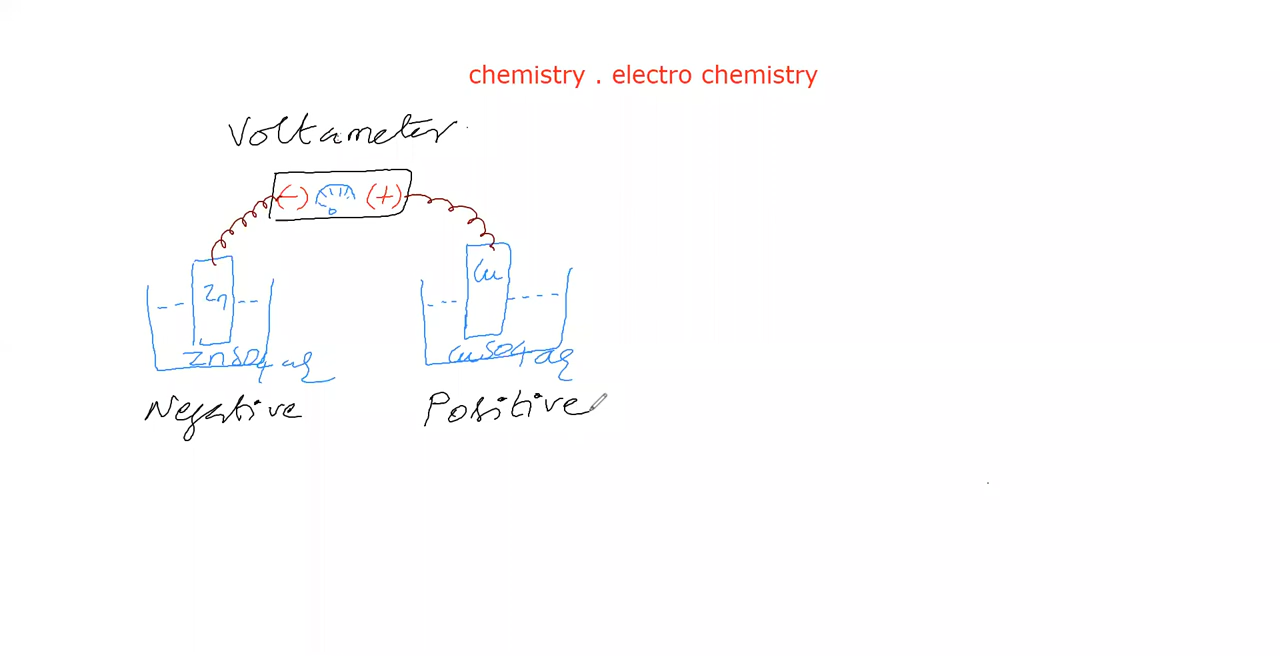 chemistry . electro chemistry
Voltameter
(-) (+)
Zn
Cu
ZnSO4 aq
CuSO4 aq
Negative
Positive